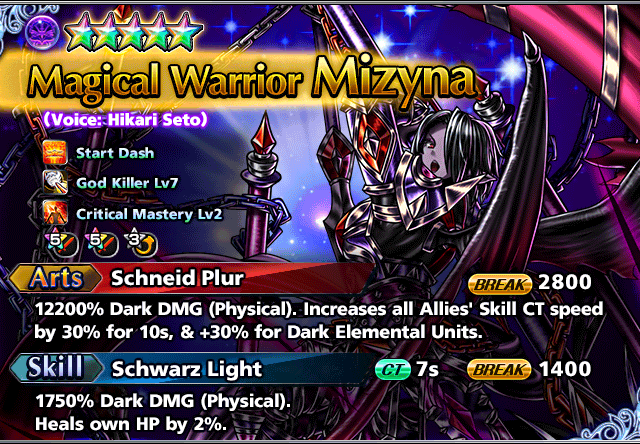 Magical Warrior Mizyna
(Voice: Hikari Seto)
Start Dash
God Killer Lv7
Critical Mastery Lv2
5 5 3
Arts Schneid Plur BREAK 2800
12200% Dark DMG (Physical). Increases all Allies' Skill CT speed
by 30% for 10s, & +30% for Dark Elemental Units.
Skill Schwarz Light CT 7s BREAK 1400
1750% Dark DMG (Physical).
Heals own HP by 2%.